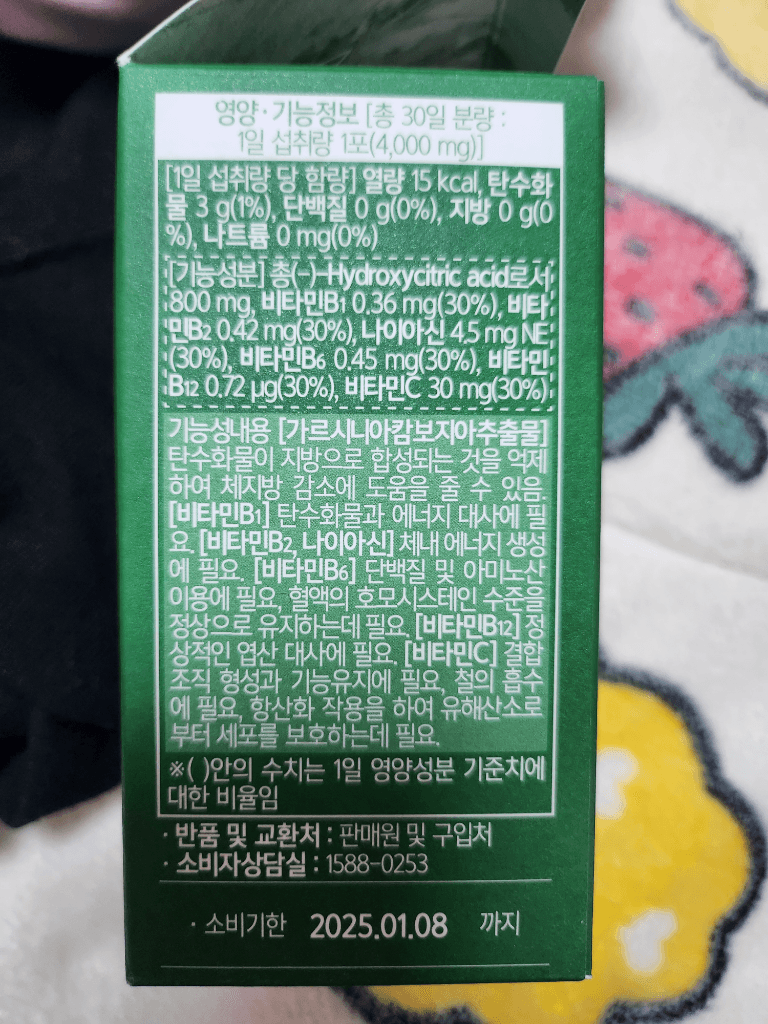 영양·기능정보 [총 30일 분량 :
1일 섭취량 1포(4,000 mg)]
[1일 섭취량 당 함량] 열량 15 kcal, 탄수화
물 3 g(1%), 단백질 0 g(0%), 지방 0 g(0
%), 나트륨 0 mg(0%)
[기능성분] 총(-)-Hydroxycitric acid로서
800 mg, 비타민B1 0.36 mg(30%), 비타
민B2 0.42 mg(30%), 나이아신 4.5 mg NE
(30%), 비타민B6 0.45 mg(30%), 비타민
B12 0.72 μg(30%), 비타민C 30 mg(30%)
기능성내용 [가르시니아캄보지아추출물]
탄수화물이 지방으로 합성되는 것을 억제
하여 체지방 감소에 도움을 줄 수 있음.
[비타민B1] 탄수화물과 에너지 대사에 필
요. [비타민B2, 나이아신] 체내 에너지 생성
에 필요. [비타민B6] 단백질 및 아미노산
이용에 필요, 혈액의 호모시스테인 수준을
정상으로 유지하는데 필요. [비타민B12] 정
상적인 엽산 대사에 필요. [비타민C] 결합
조직 형성과 기능유지에 필요, 철의 흡수
에 필요, 항산화 작용을 하여 유해산소로
부터 세포를 보호하는데 필요.
※( )안의 수치는 1일 영양성분 기준치에
대한 비율임
· 반품 및 교환처 : 판매원 및 구입처
· 소비자상담실 : 1588-0253
· 소비기한 2025.01.08 까지